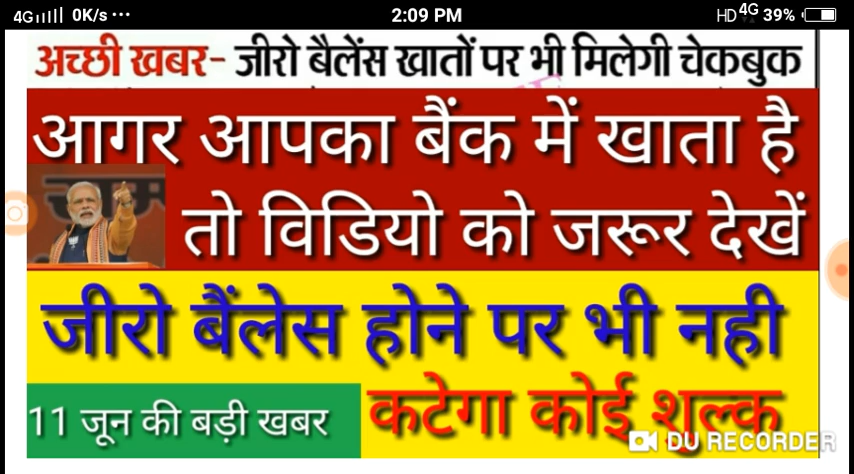 4G 0K/s ... 2:09 PM HD 4G 39%
अच्छी खबर- जीरो बैलेंस खातों पर भी मिलेगी चेकबुक
आगर आपका बैंक में खाता है
तो विडियो को जरूर देखें
जीरो बैंलेस होने पर भी नही
कटेगा कोई शुल्क
11 जून की बड़ी खबर
DU RECORDER